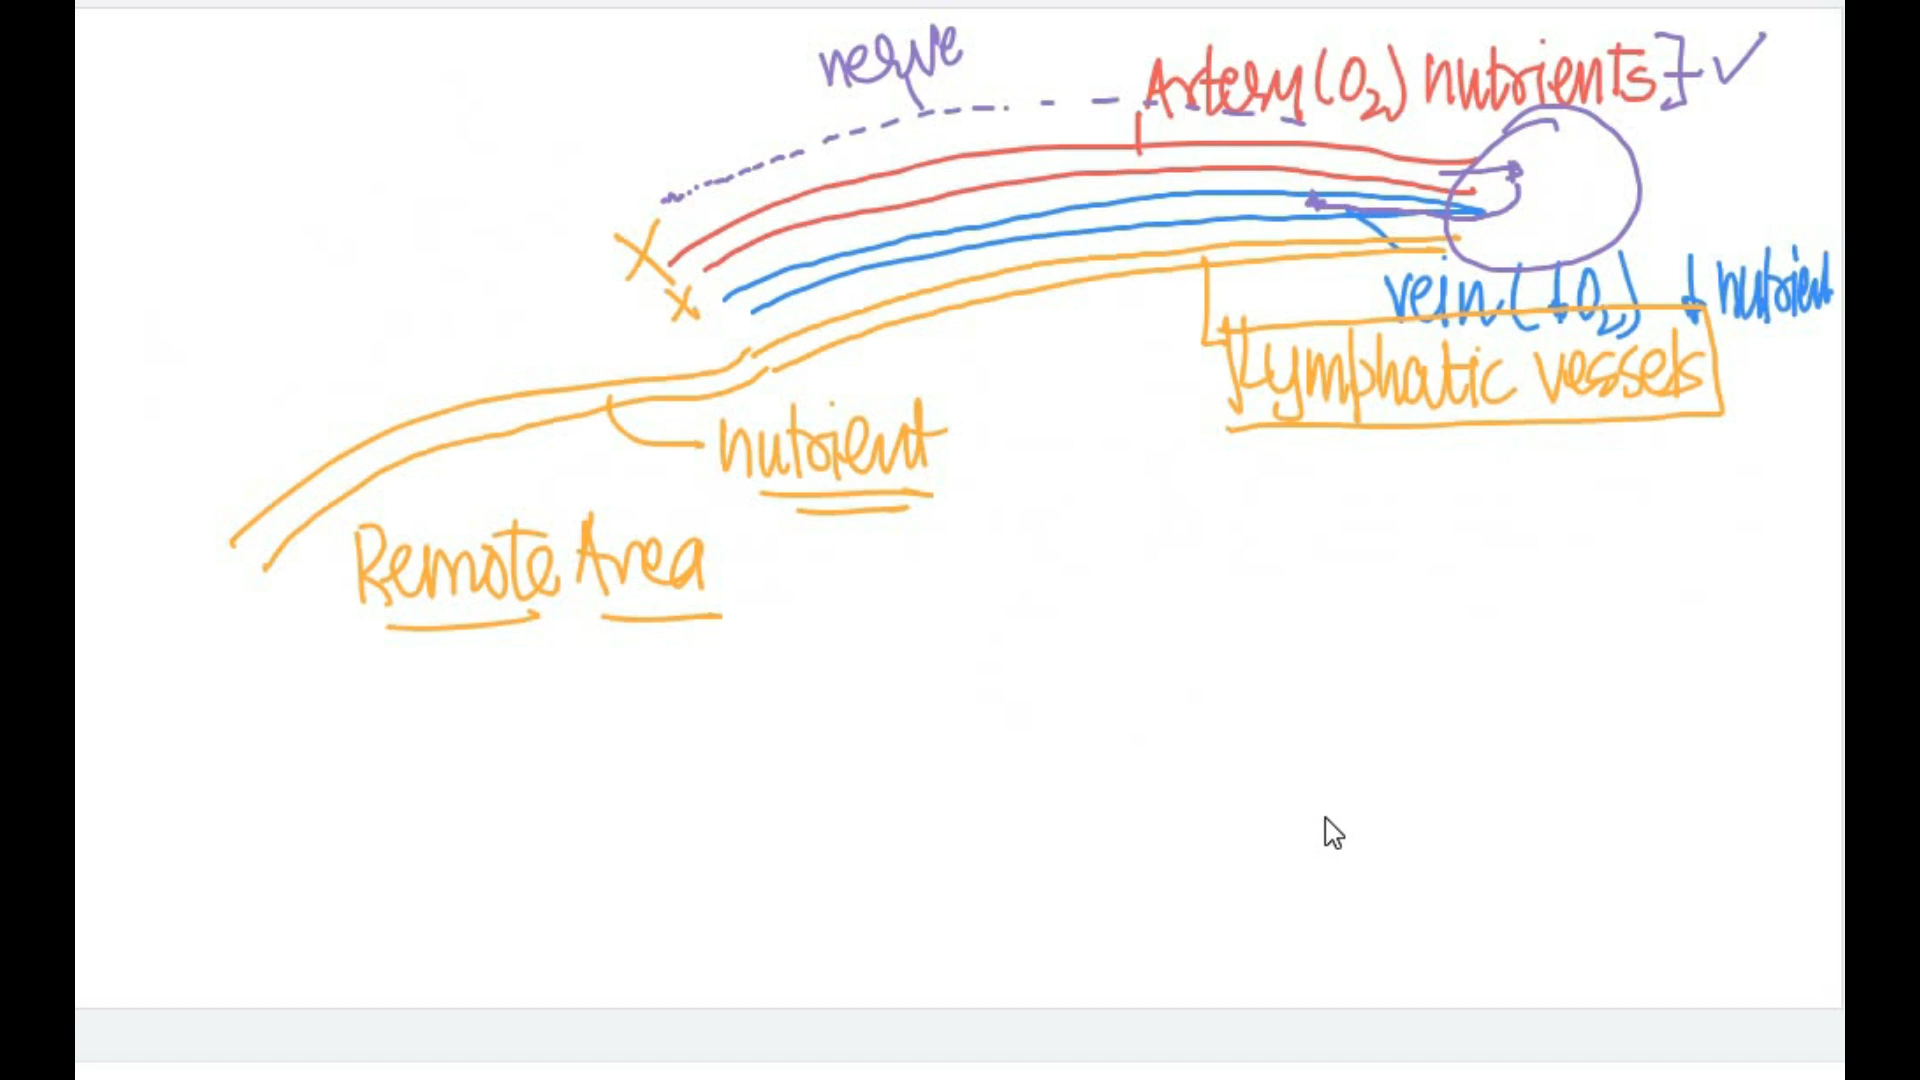 nerve
Artery (O2) nutrients
vein (↓O2) ↓ nutrient
Lymphatic vessels
nutrient
Remote Area